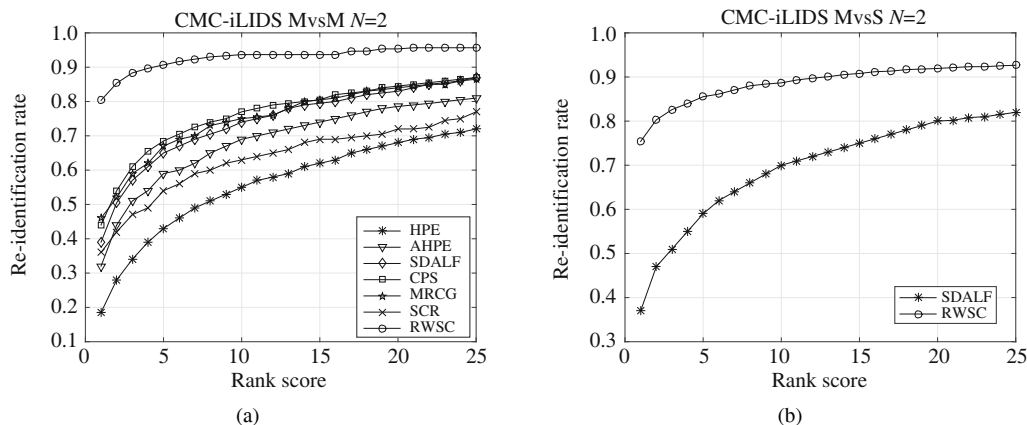 CMC-iLIDS MvsM N=2
1.0
0.9
0.8
0.7
0.6
0.5
0.4
0.3
0.2
0.1
Re-identification rate
0 5 10 15 20 25
Rank score
HPE
AHPE
SDALF
CPS
MRCG
SCR
RWSC
(a)
CMC-iLIDS MvsS N=2
1.0
0.9
0.8
0.7
0.6
0.5
0.4
0.3
Re-identification rate
0 5 10 15 20 25
Rank score
SDALF
RWSC
(b)